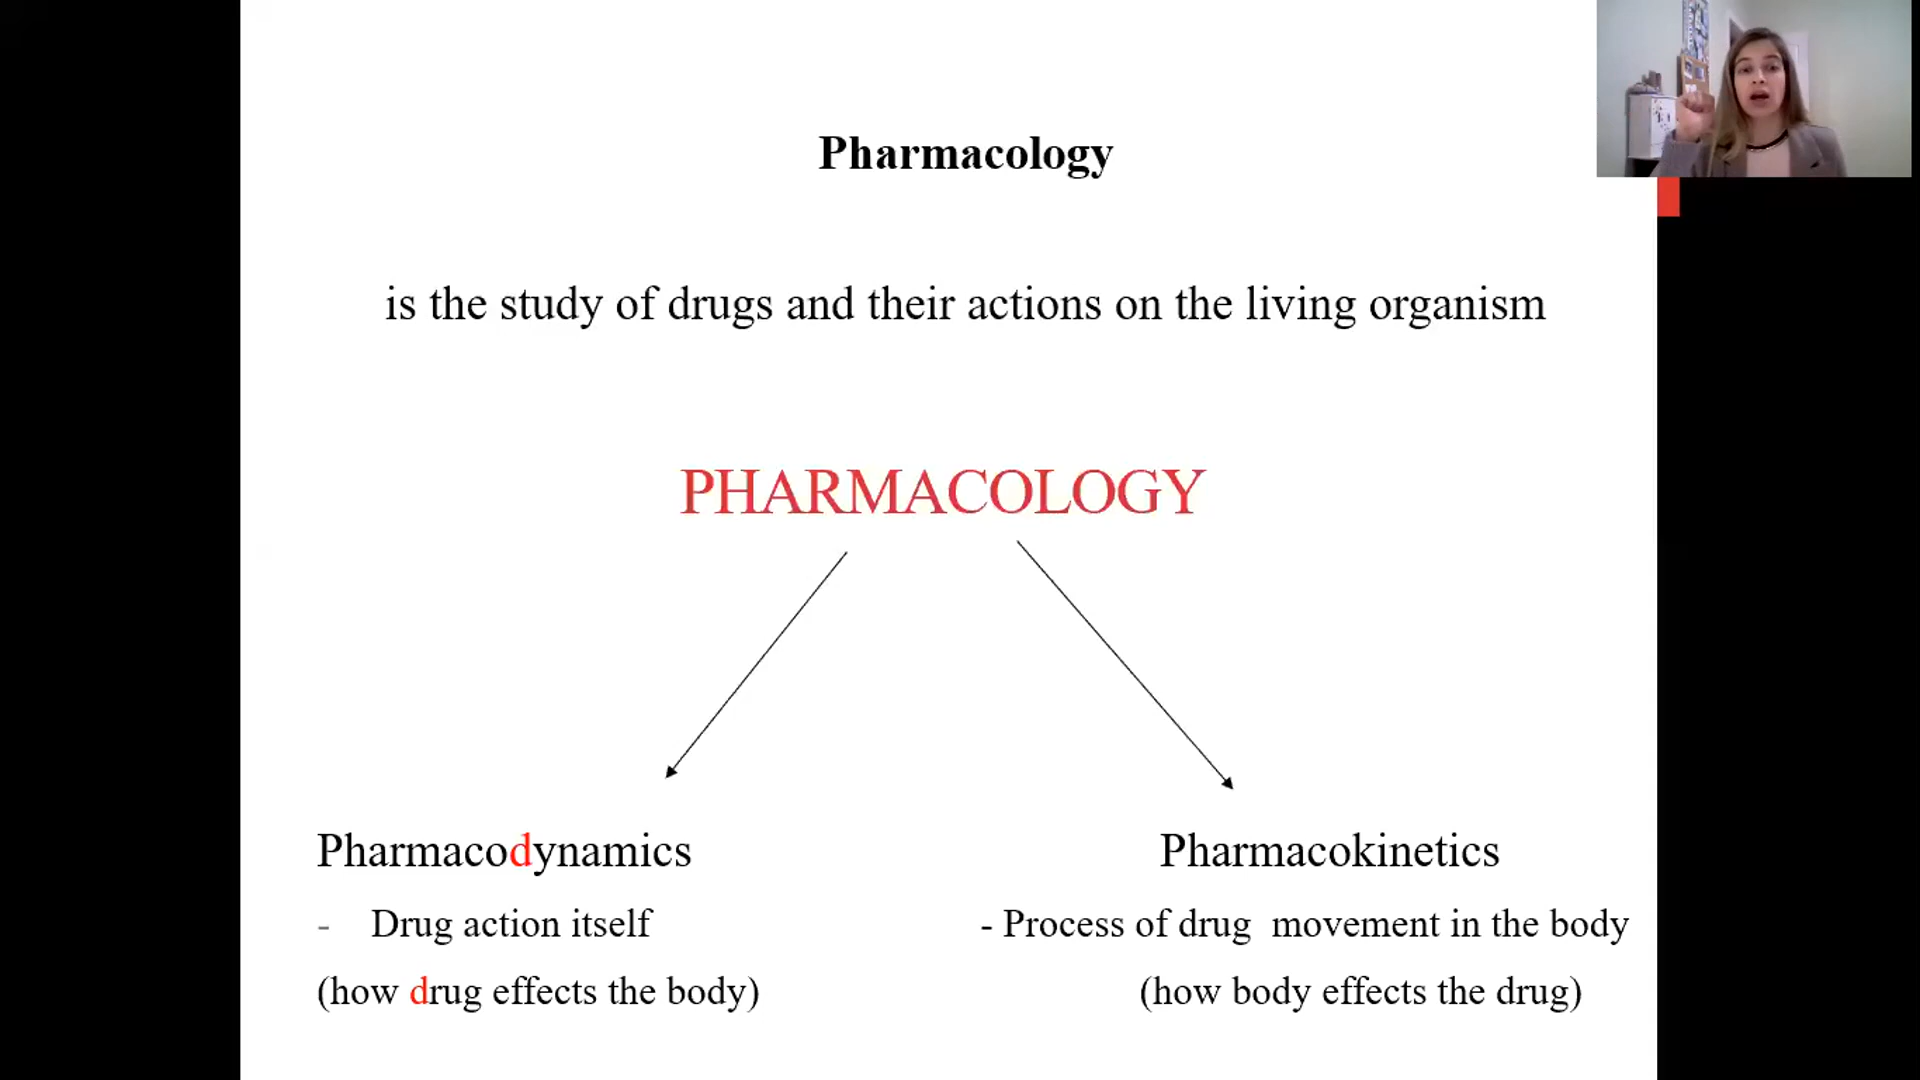 Pharmacology
is the study of drugs and their actions on the living organism
PHARMACOLOGY
Pharmacodynamics
- Drug action itself
(how drug effects the body)
Pharmacokinetics
- Process of drug movement in the body
(how body effects the drug)